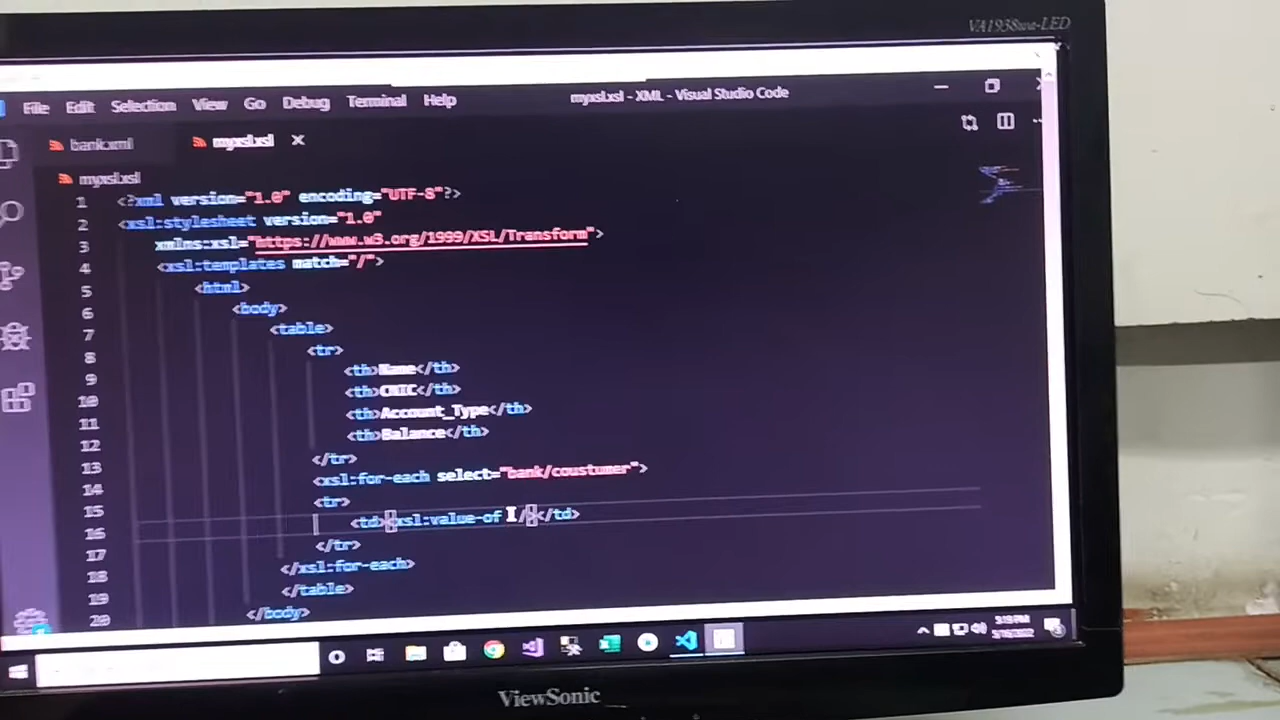 VA1938wa-LED
File Edit Selection View Go Debug Terminal Help
myxsl.xsl - XML - Visual Studio Code
bank.xml myxsl.xsl
myxsl.xsl
1 <?xml version="1.0" encoding="UTF-8"?>
2 <xsl:stylesheet version="1.0"
3 xmlns:xsl="https://www.w3.org/1999/XSL/Transform">
4 <xsl:templates match="/">
5 <html>
6 <body>
7 <table>
8 <tr>
9 <th>Name</th>
10 <th>CNIC</th>
11 <th>Account_Type</th>
12 <th>Balance</th>
13 </tr>
14 <xsl:for-each select="bank/coustumer">
15 <tr>
16 <td><xsl:value-of /></td>
17 </tr>
18 </xsl:for-each>
19 </table>
20 </body>
ViewSonic